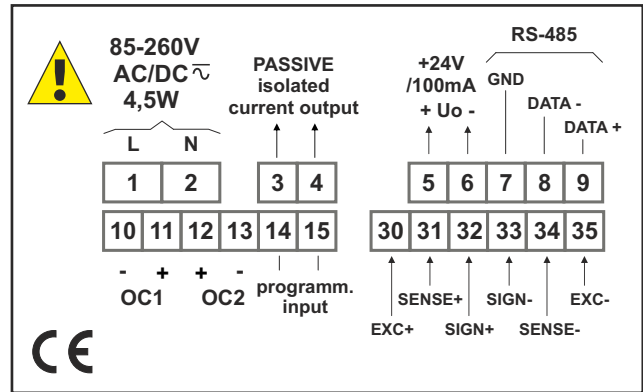 85-260V
AC/DC
4,5W
L N
PASSIVE
isolated
current output
+24V
/100mA
+ Uo -
RS-485
GND
DATA -
DATA +
1 2 3 4 5 6 7 8 9
10 11 12 13 14 15 30 31 32 33 34 35
- + + -
OC1 OC2
programm.
input
SENSE+ SIGN- EXC-
EXC+ SIGN+ SENSE-
CE